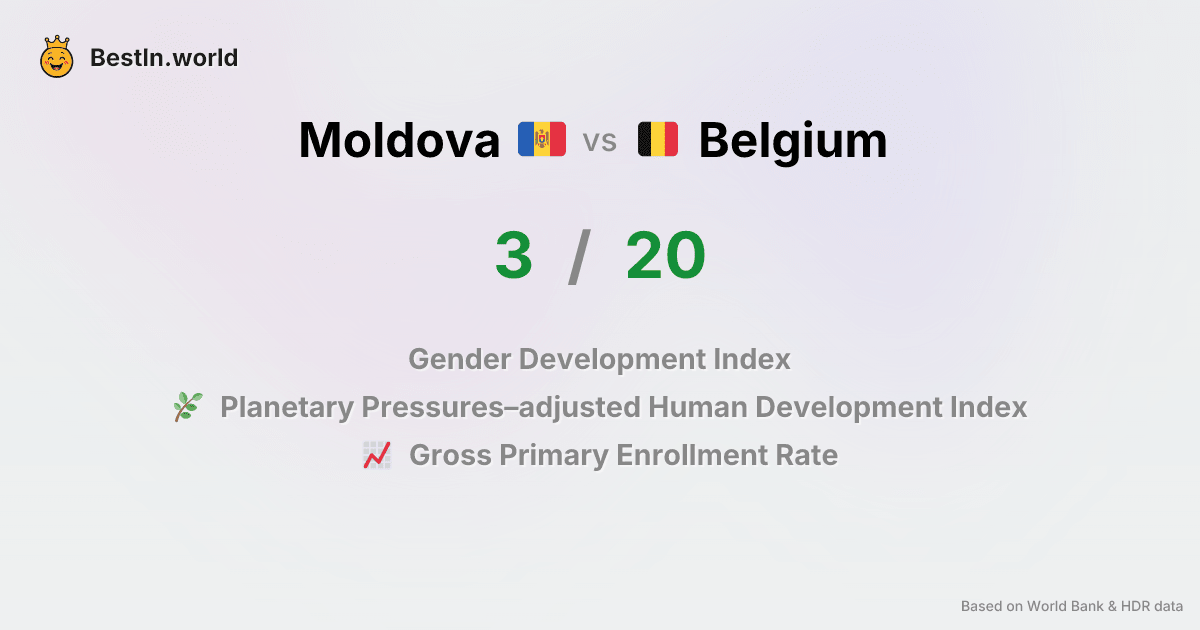 BestIn.world
Moldova vs Belgium
3 / 20
Gender Development Index
Planetary Pressures–adjusted Human Development Index
Gross Primary Enrollment Rate
Based on World Bank & HDR data